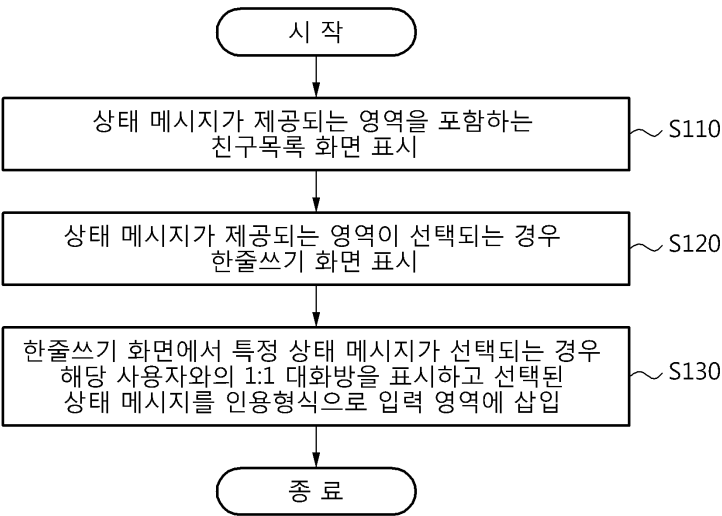 시 작
상태 메시지가 제공되는 영역을 포함하는
친구목록 화면 표시
S110
상태 메시지가 제공되는 영역이 선택되는 경우
한줄쓰기 화면 표시
S120
한줄쓰기 화면에서 특정 상태 메시지가 선택되는 경우
해당 사용자와의 1:1 대화방을 표시하고 선택된
상태 메시지를 인용형식으로 입력 영역에 삽입
S130
종 료